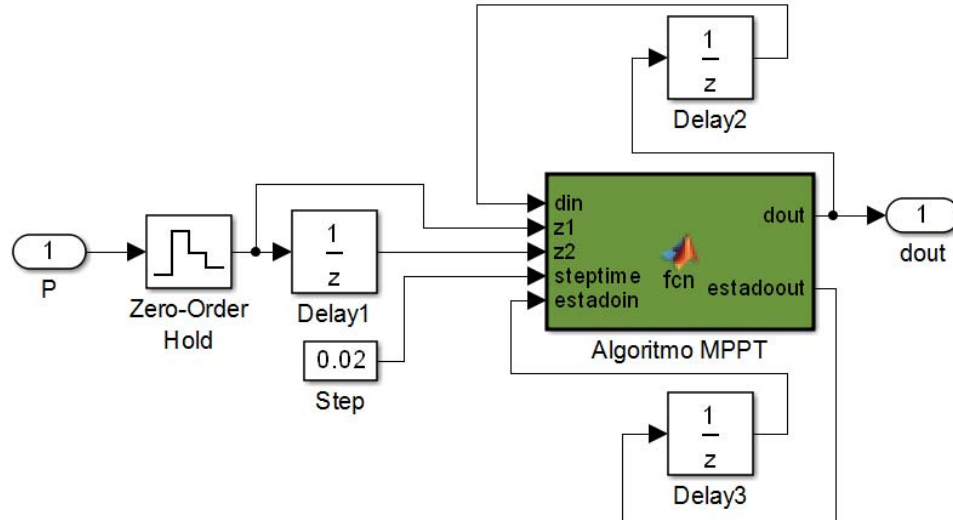 1
z
Delay2
din
z1
z2
steptime
estadoin
fcn
dout
estadoout
Algoritmo MPPT
1
dout
1
P
Zero-Order
Hold
1
z
Delay1
0.02
Step
1
z
Delay3